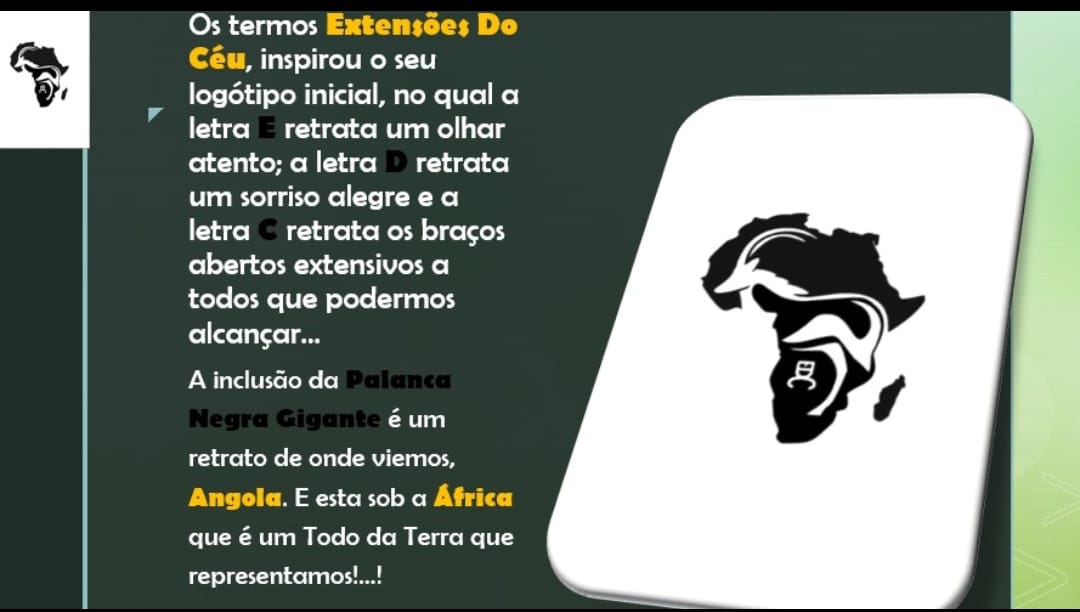 Os termos Extensões Do
Céu, inspirou o seu
logótipo inicial, no qual a
letra E retrata um olhar
atento; a letra D retrata
um sorriso alegre e a
letra C retrata os braços
abertos extensivos a
todos que podermos
alcançar...
A inclusão da Palanca
Negra Gigante é um
retrato de onde viemos,
Angola. E esta sob a África
que é um Todo da Terra que
representamos!...!